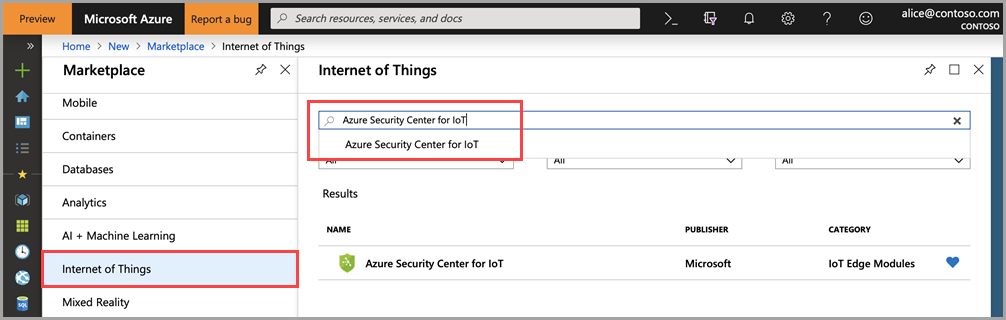 Preview
Microsoft Azure
Report a bug
Search resources, services, and docs
alice@contoso.com
CONTOSO
Home > New > Marketplace > Internet of Things
Marketplace
Mobile
Containers
Databases
Analytics
AI + Machine Learning
Internet of Things
Mixed Reality
Internet of Things
Azure Security Center for IoT
Azure Security Center for IoT
All All All
Results
NAME PUBLISHER CATEGORY
Azure Security Center for IoT Microsoft IoT Edge Modules
SQL